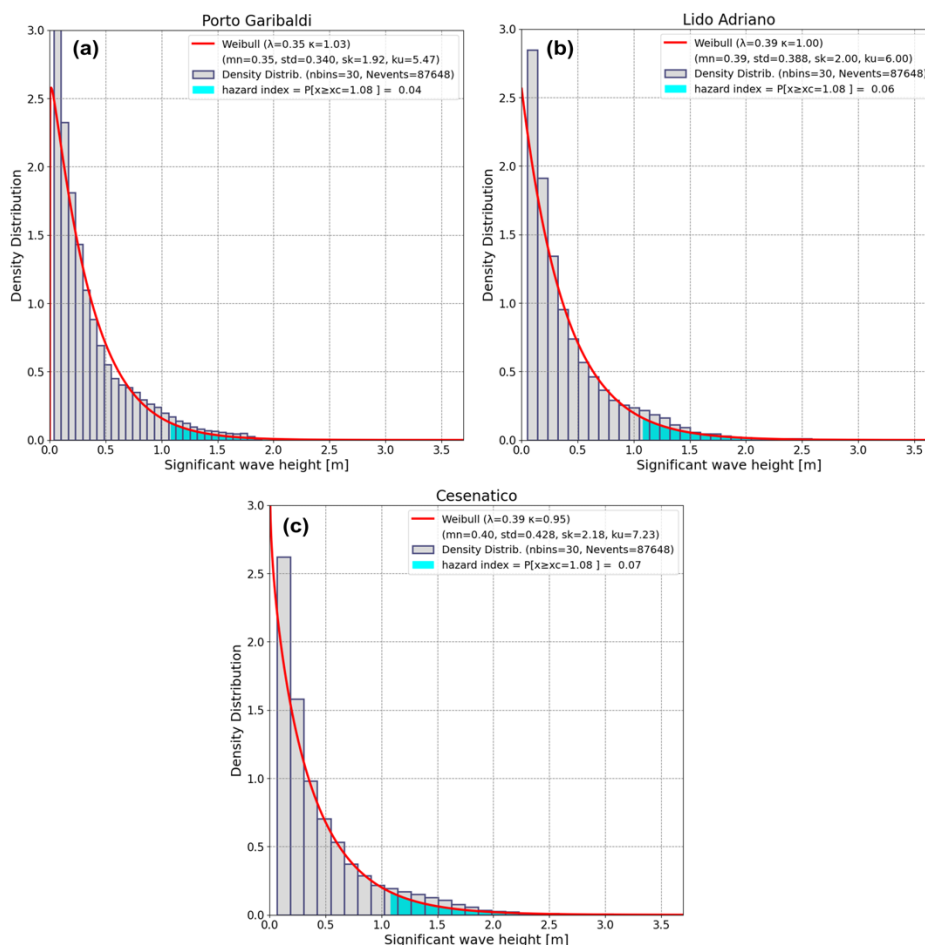 Porto Garibaldi
(a)
Weibull (λ=0.35 κ=1.03)
(mn=0.35, std=0.340, sk=1.92, ku=5.47)
Density Distrib. (nbins=30, Nevents=87648)
hazard index = P[x≥xc=1.08 ] = 0.04
Density Distribution
3.0
2.5
2.0
1.5
1.0
0.5
0.0
0.0 0.5 1.0 1.5 2.0 2.5 3.0 3.5
Significant wave height [m]
Lido Adriano
(b)
Weibull (λ=0.39 κ=1.00)
(mn=0.39, std=0.388, sk=2.00, ku=6.00)
Density Distrib. (nbins=30, Nevents=87648)
hazard index = P[x≥xc=1.08 ] = 0.06
Density Distribution
3.0
2.5
2.0
1.5
1.0
0.5
0.0
0.0 0.5 1.0 1.5 2.0 2.5 3.0 3.5
Significant wave height [m]
Cesenatico
(c)
Weibull (λ=0.39 κ=0.95)
(mn=0.40, std=0.428, sk=2.18, ku=7.23)
Density Distrib. (nbins=30, Nevents=87648)
hazard index = P[x≥xc=1.08 ] = 0.07
Density Distribution
3.0
2.5
2.0
1.5
1.0
0.5
0.0
0.0 0.5 1.0 1.5 2.0 2.5 3.0 3.5
Significant wave height [m]